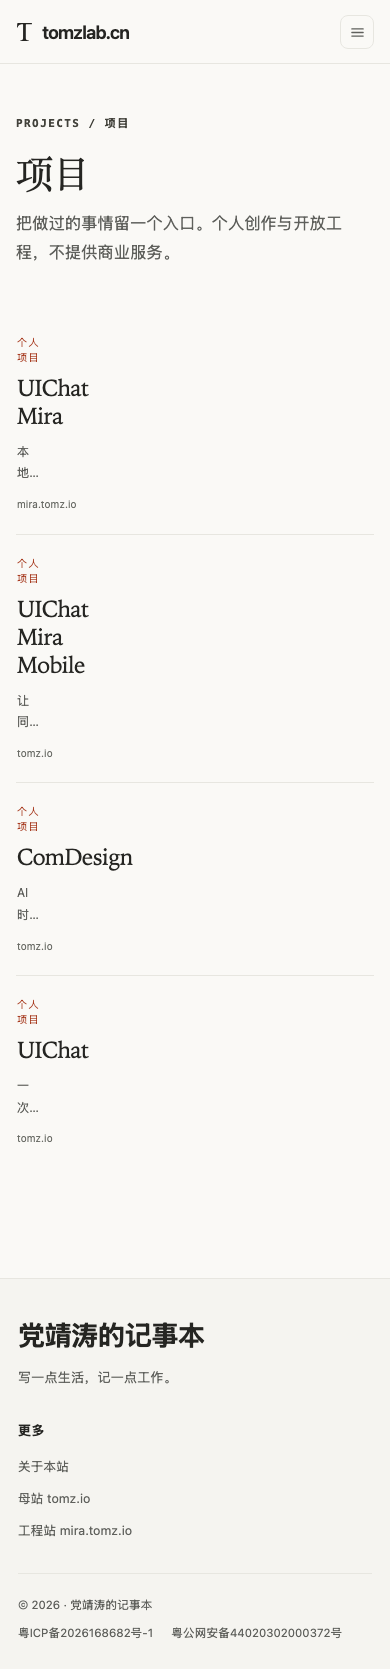 T tomzlab.cn
PROJECTS / 项目
项目
把做过的事情留一个入口。个人创作与开放工
程，不提供商业服务。
个人
项目
UIChat
Mira
本
地…
mira.tomz.io
个人
项目
UIChat
Mira
Mobile
让
同…
tomz.io
个人
项目
ComDesign
AI
时…
tomz.io
个人
项目
UIChat
一
次…
tomz.io
党靖涛的记事本
写一点生活，记一点工作。
更多
关于本站
母站 tomz.io
工程站 mira.tomz.io
© 2026 · 党靖涛的记事本
粤ICP备2026168682号-1 粤公网安备44020302000372号